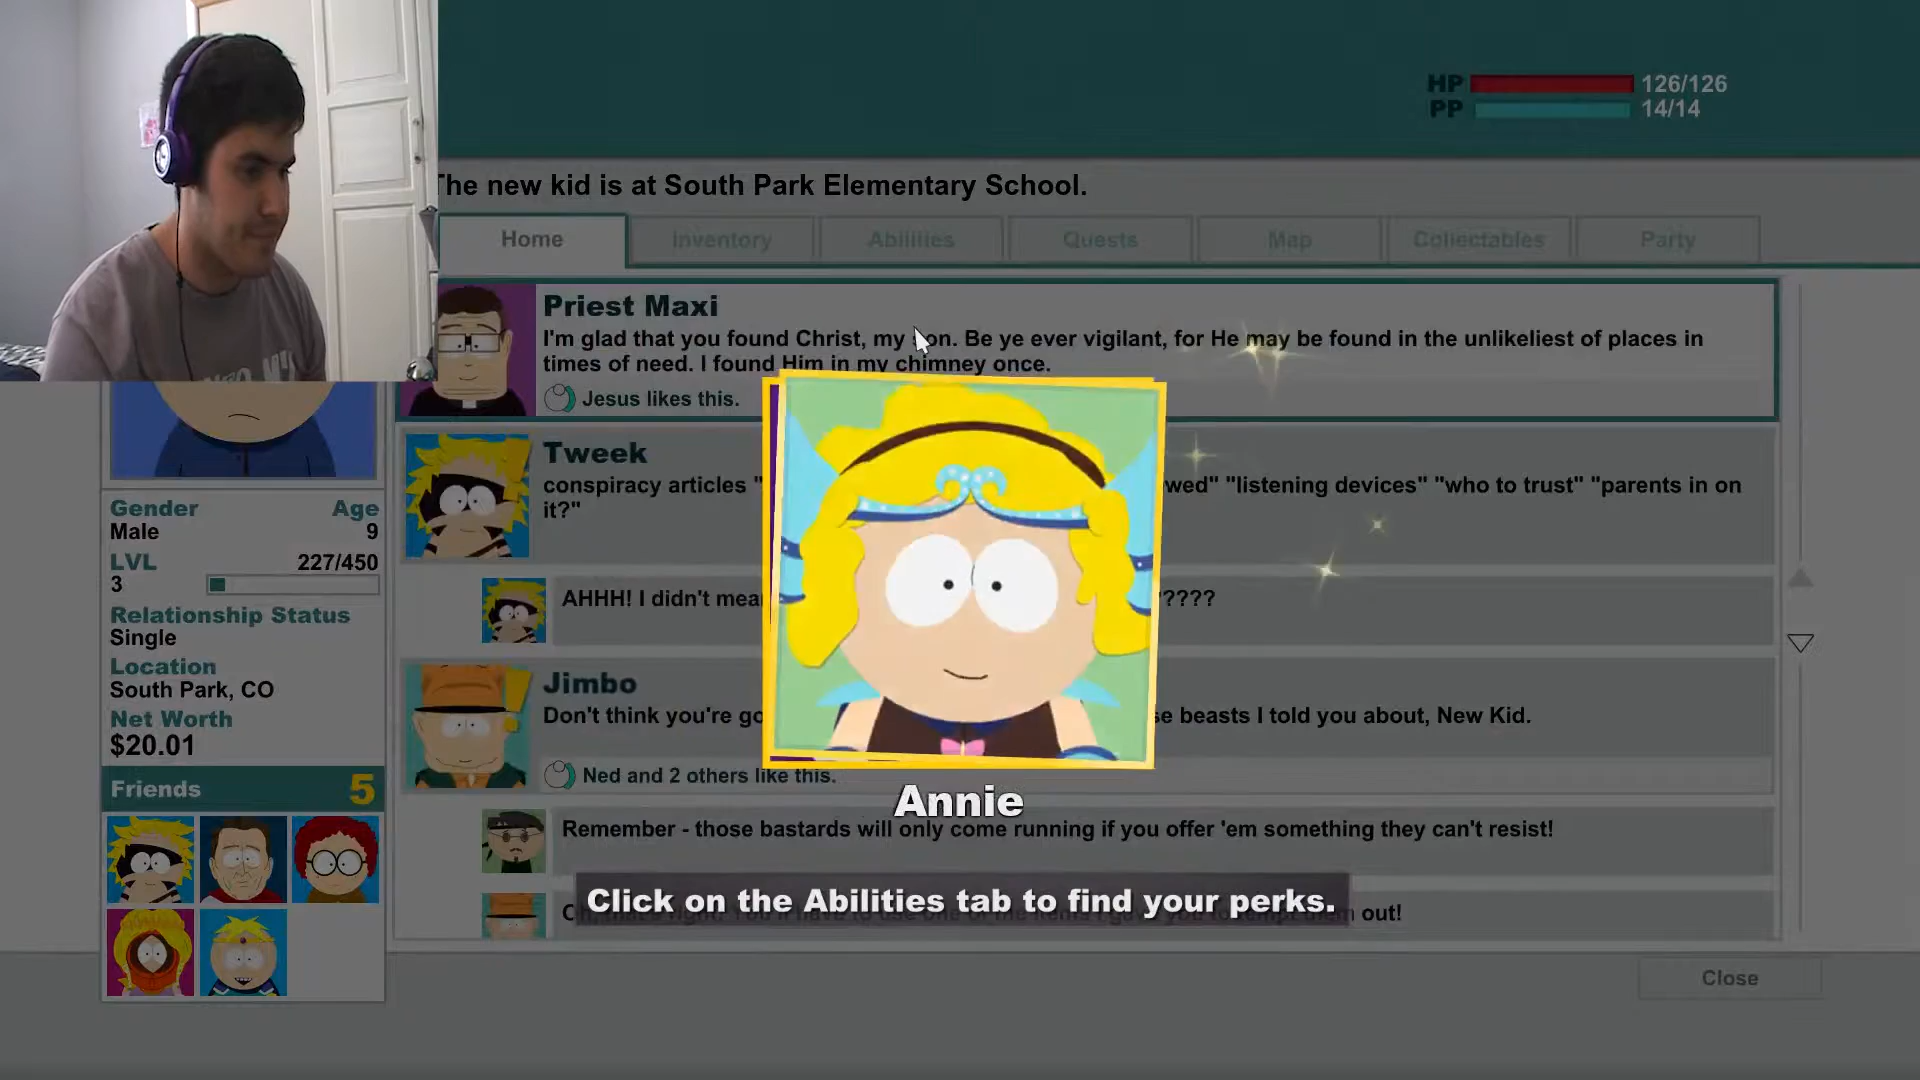 HP 126/126
PP 14/14
The new kid is at South Park Elementary School.
Home Inventory Abilities Quests Map Collectables Party
Priest Maxi
I'm glad that you found Christ, my son. Be ye ever vigilant, for He may be found in the unlikeliest of places in
times of need. I found Him in my chimney once.
Jesus likes this.
Tweek
conspiracy articles " "listening devices" "who to trust" "parents in on
it?"
AHHH! I didn't ????
Jimbo
Don't think you're beasts I told you about, New Kid.
Ned and 2 others like this.
Remember - those bastards will only come running if you offer 'em something they can't resist!
out!
Gender Age
Male 9
LVL 227/450
3
Relationship Status
Single
Location
South Park, CO
Net Worth
$20.01
Friends 5
Annie
Click on the Abilities tab to find your perks.
Close